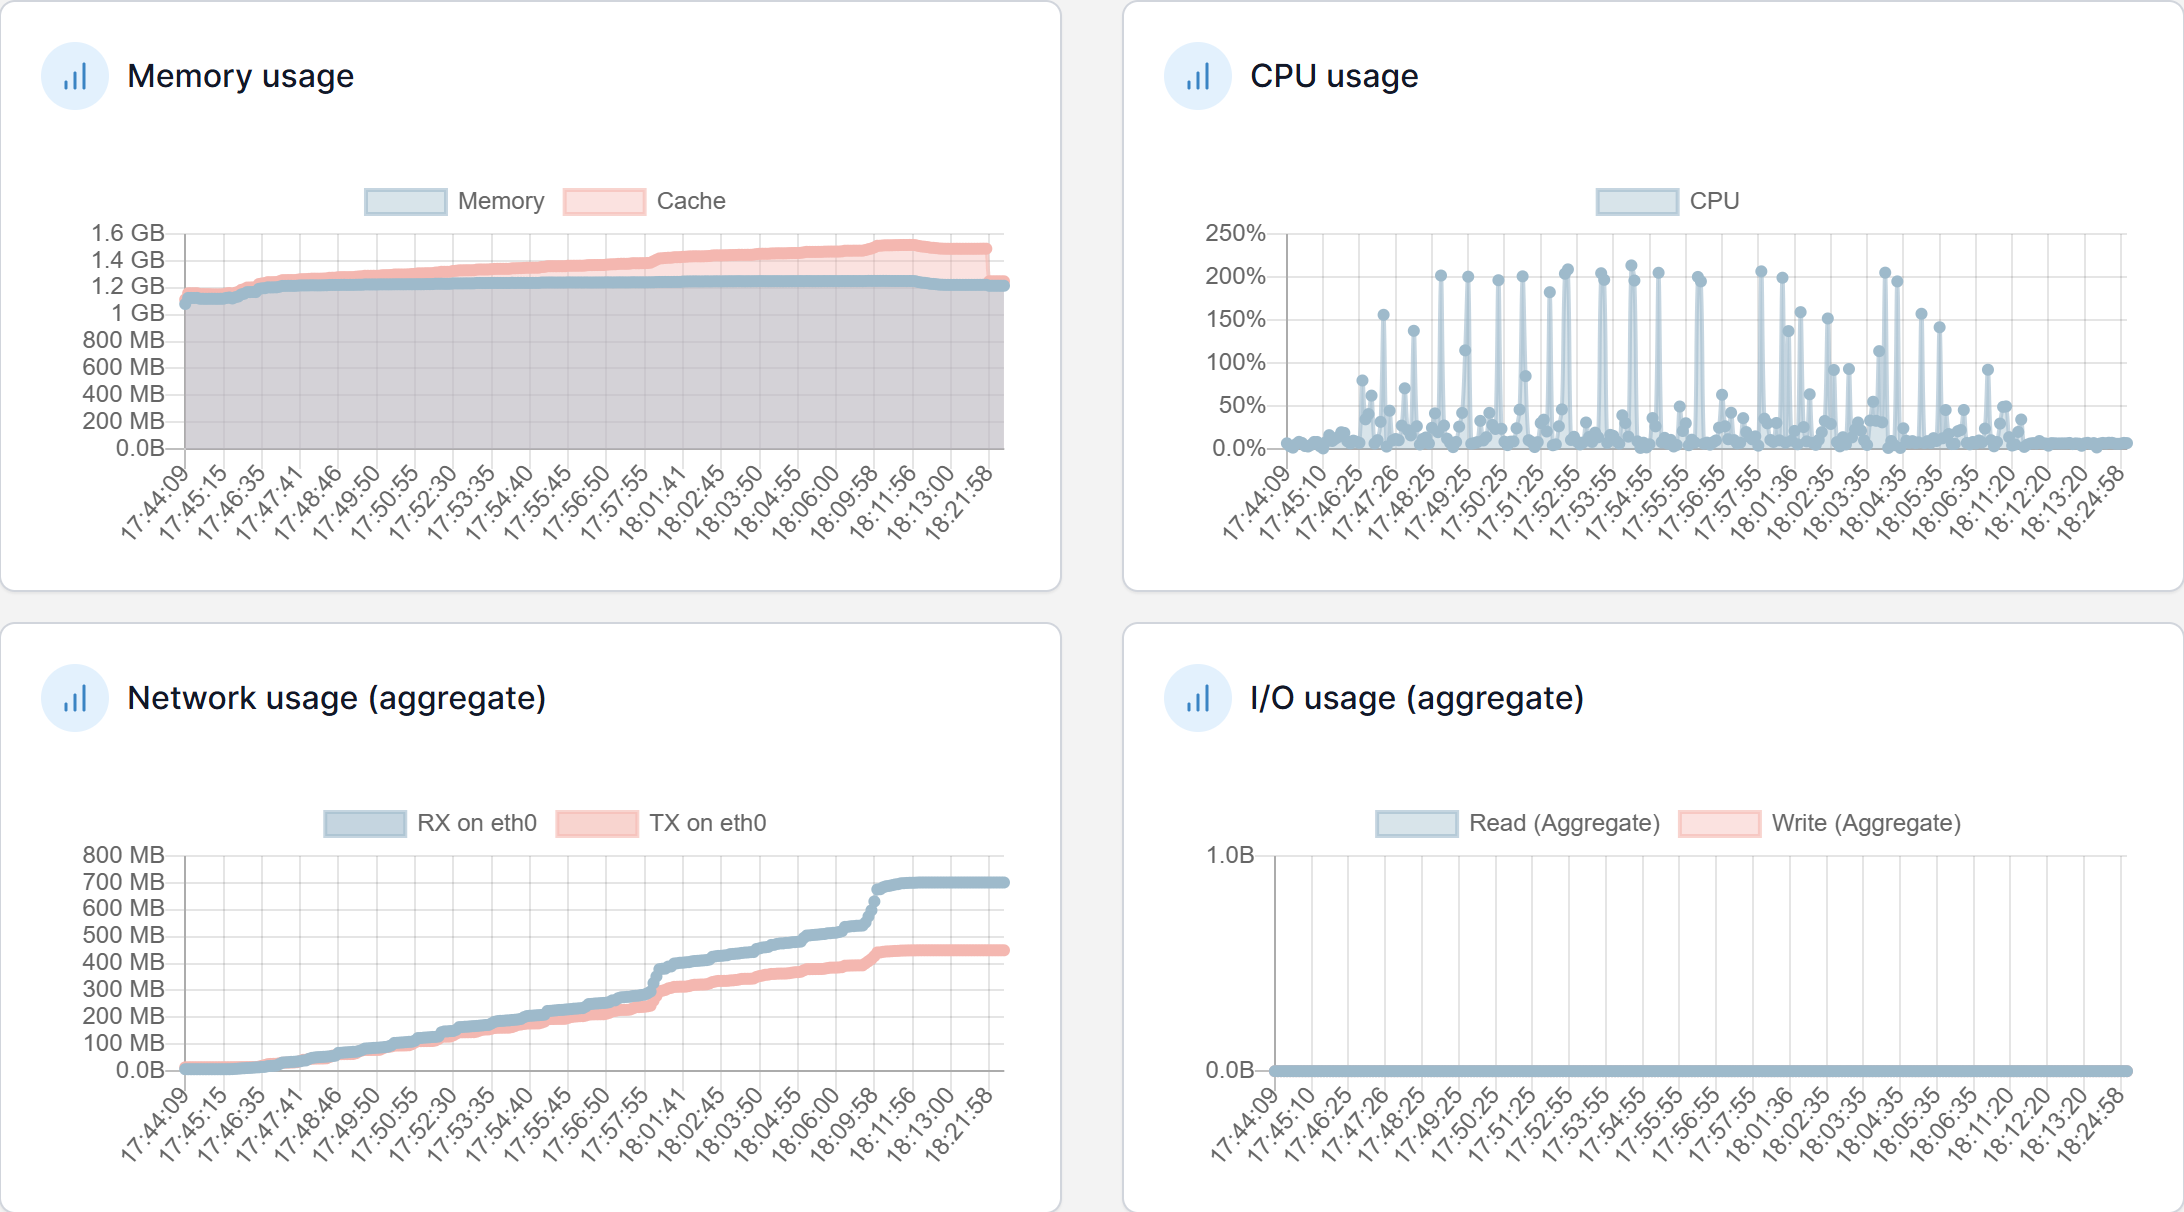 Memory usage
Memory Cache
1.6 GB
1.4 GB
1.2 GB
1 GB
800 MB
600 MB
400 MB
200 MB
0.0B
17:44:09 17:45:15 17:46:35 17:47:41 17:48:46 17:49:50 17:50:55 17:52:30 17:53:35 17:54:40 17:55:45 17:56:50 17:57:55 18:01:41 18:02:45 18:03:50 18:04:55 18:06:00 18:09:58 18:11:56 18:13:00 18:21:58
CPU usage
CPU
250%
200%
150%
100%
50%
0.0%
17:44:09 17:45:10 17:46:25 17:47:26 17:48:25 17:49:25 17:50:25 17:51:25 17:52:55 17:53:55 17:54:55 17:55:55 17:56:55 17:57:55 18:01:36 18:02:35 18:03:35 18:04:35 18:05:35 18:06:35 18:11:20 18:12:20 18:13:20 18:24:58
Network usage (aggregate)
RX on eth0 TX on eth0
800 MB
700 MB
600 MB
500 MB
400 MB
300 MB
200 MB
100 MB
0.0B
17:44:09 17:45:15 17:46:35 17:47:41 17:48:46 17:49:50 17:50:55 17:52:30 17:53:35 17:54:40 17:55:45 17:56:50 17:57:55 18:01:41 18:02:45 18:03:50 18:04:55 18:06:00 18:09:58 18:11:56 18:13:00 18:21:58
I/O usage (aggregate)
Read (Aggregate) Write (Aggregate)
1.0B
0.0B
17:44:09 17:45:10 17:46:25 17:47:26 17:48:25 17:49:25 17:50:25 17:51:25 17:52:55 17:53:55 17:54:55 17:55:55 17:56:55 17:57:55 18:01:36 18:02:35 18:03:35 18:04:35 18:05:35 18:06:35 18:11:20 18:12:20 18:13:20 18:24:58